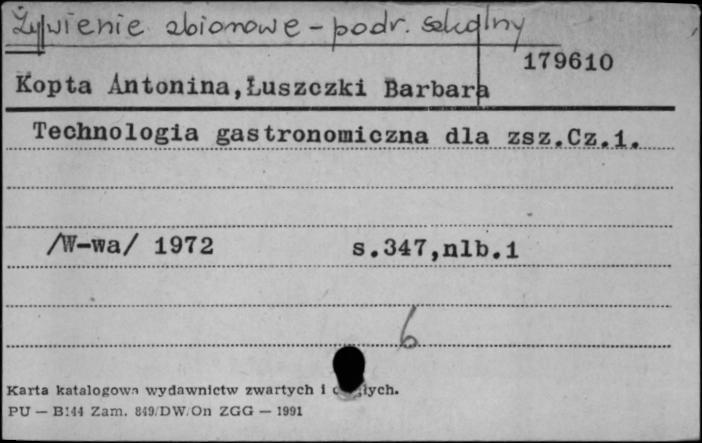 Żywienie zbiorowe - podr. szkolny
179610
Kopta Antonina,Łuszczki Barbara
Technologia gastronomiczna dla zsz.Cz.1.
/W-wa/ 1972 s.347,nlb.1
6
Karta katalogowa wydawnictw zwartych i
PU — B144 Zam. 849/DW/On ZGG — 1991